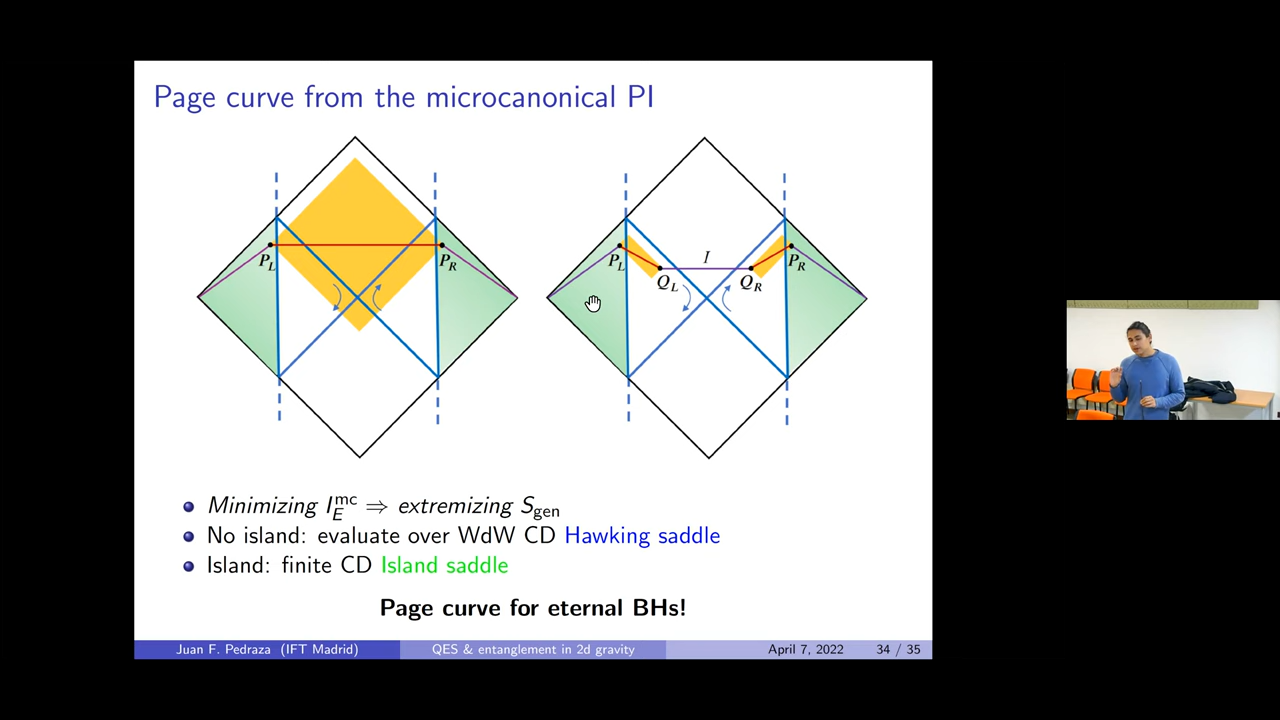 Page curve from the microcanonical PI
P_L
P_R
P_L
Q_L
I
Q_R
P_R
Minimizing I_E^mc ⇒ extremizing S_gen
No island: evaluate over WdW CD Hawking saddle
Island: finite CD Island saddle
Page curve for eternal BHs!
Juan F. Pedraza (IFT Madrid)
QES & entanglement in 2d gravity
April 7, 2022
34 / 35